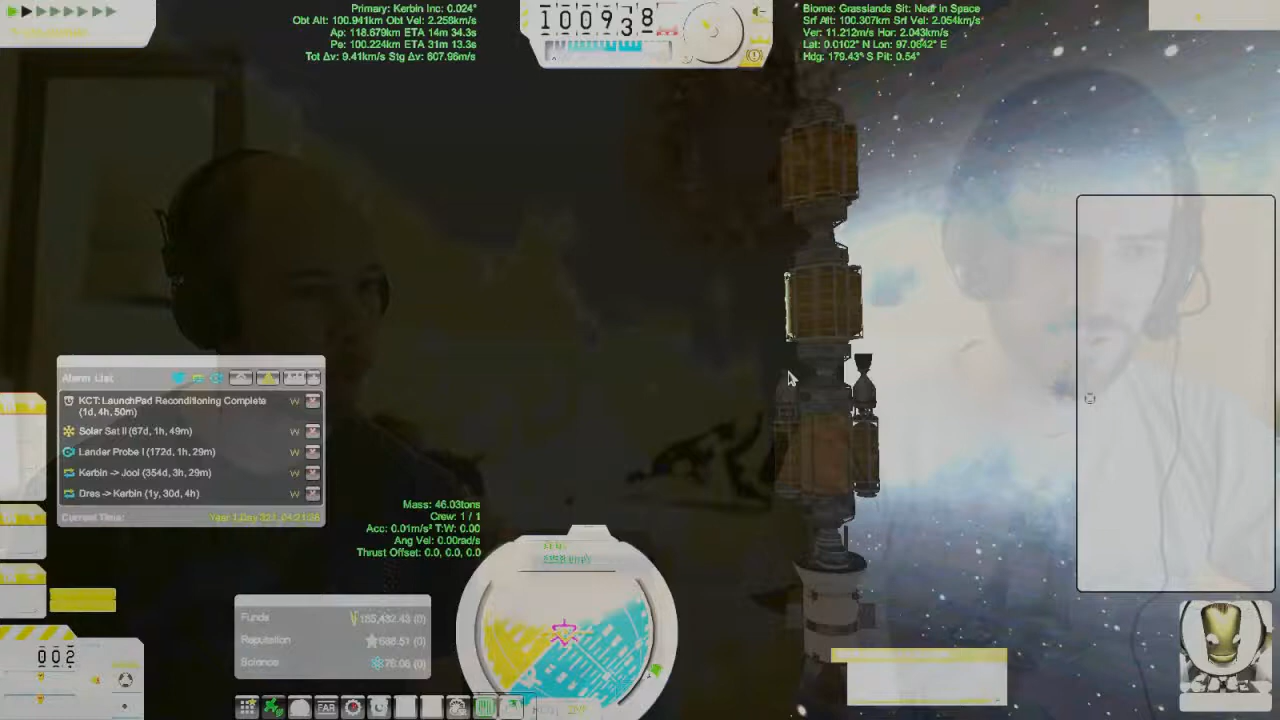 Primary: Kerbin Inc: 0.024°
Obt Alt: 100.941km Obt Vel: 2.258km/s
Ap: 118.679km ETA 14m 34.3s
Pe: 100.224km ETA 31m 13.3s
Tot Δv: 9.41km/s Stg Δv: 607.96m/s
100938
Biome: Grasslands Sit: Near in Space
Srf Alt: 100.307km Srf Vel: 2.054km/s
Ver: 11.212m/s Hor: 2.043km/s
Lat: 0.0102° N Lon: 97.0642° E
Hdg: 179.43° S Pit: 0.54°
Alarm List
KCT: LaunchPad Reconditioning Complete
(1d, 4h, 50m)
W
Solar Sat II (67d, 1h, 49m)
W
Lander Probe I (172d, 1h, 29m)
W
Kerbin -> Jool (354d, 3h, 29m)
W
Dres -> Kerbin (1y, 30d, 4h)
W
Current Time:
Mass: 46.03tons
Crew: 1 / 1
Acc: 0.01m/s² T:W: 0.00
Ang Vel: 0.00rad/s
Thrust Offset: 0.0, 0.0, 0.0
Funds
Reputation
Science
002
FAR